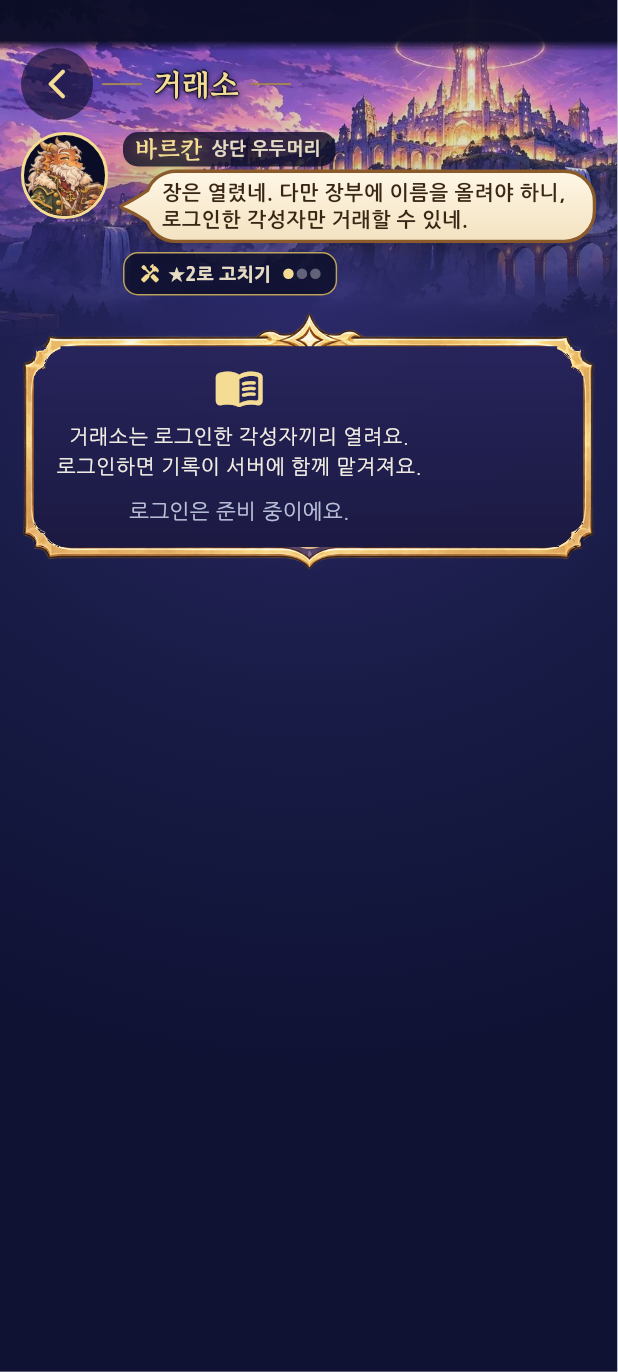 거래소
바르칸 상단 우두머리
장은 열렸네. 다만 장부에 이름을 올려야 하니,
로그인한 각성자만 거래할 수 있네.
★2로 고치기
거래소는 로그인한 각성자끼리 열려요.
로그인하면 기록이 서버에 함께 맡겨져요.
로그인은 준비 중이에요.